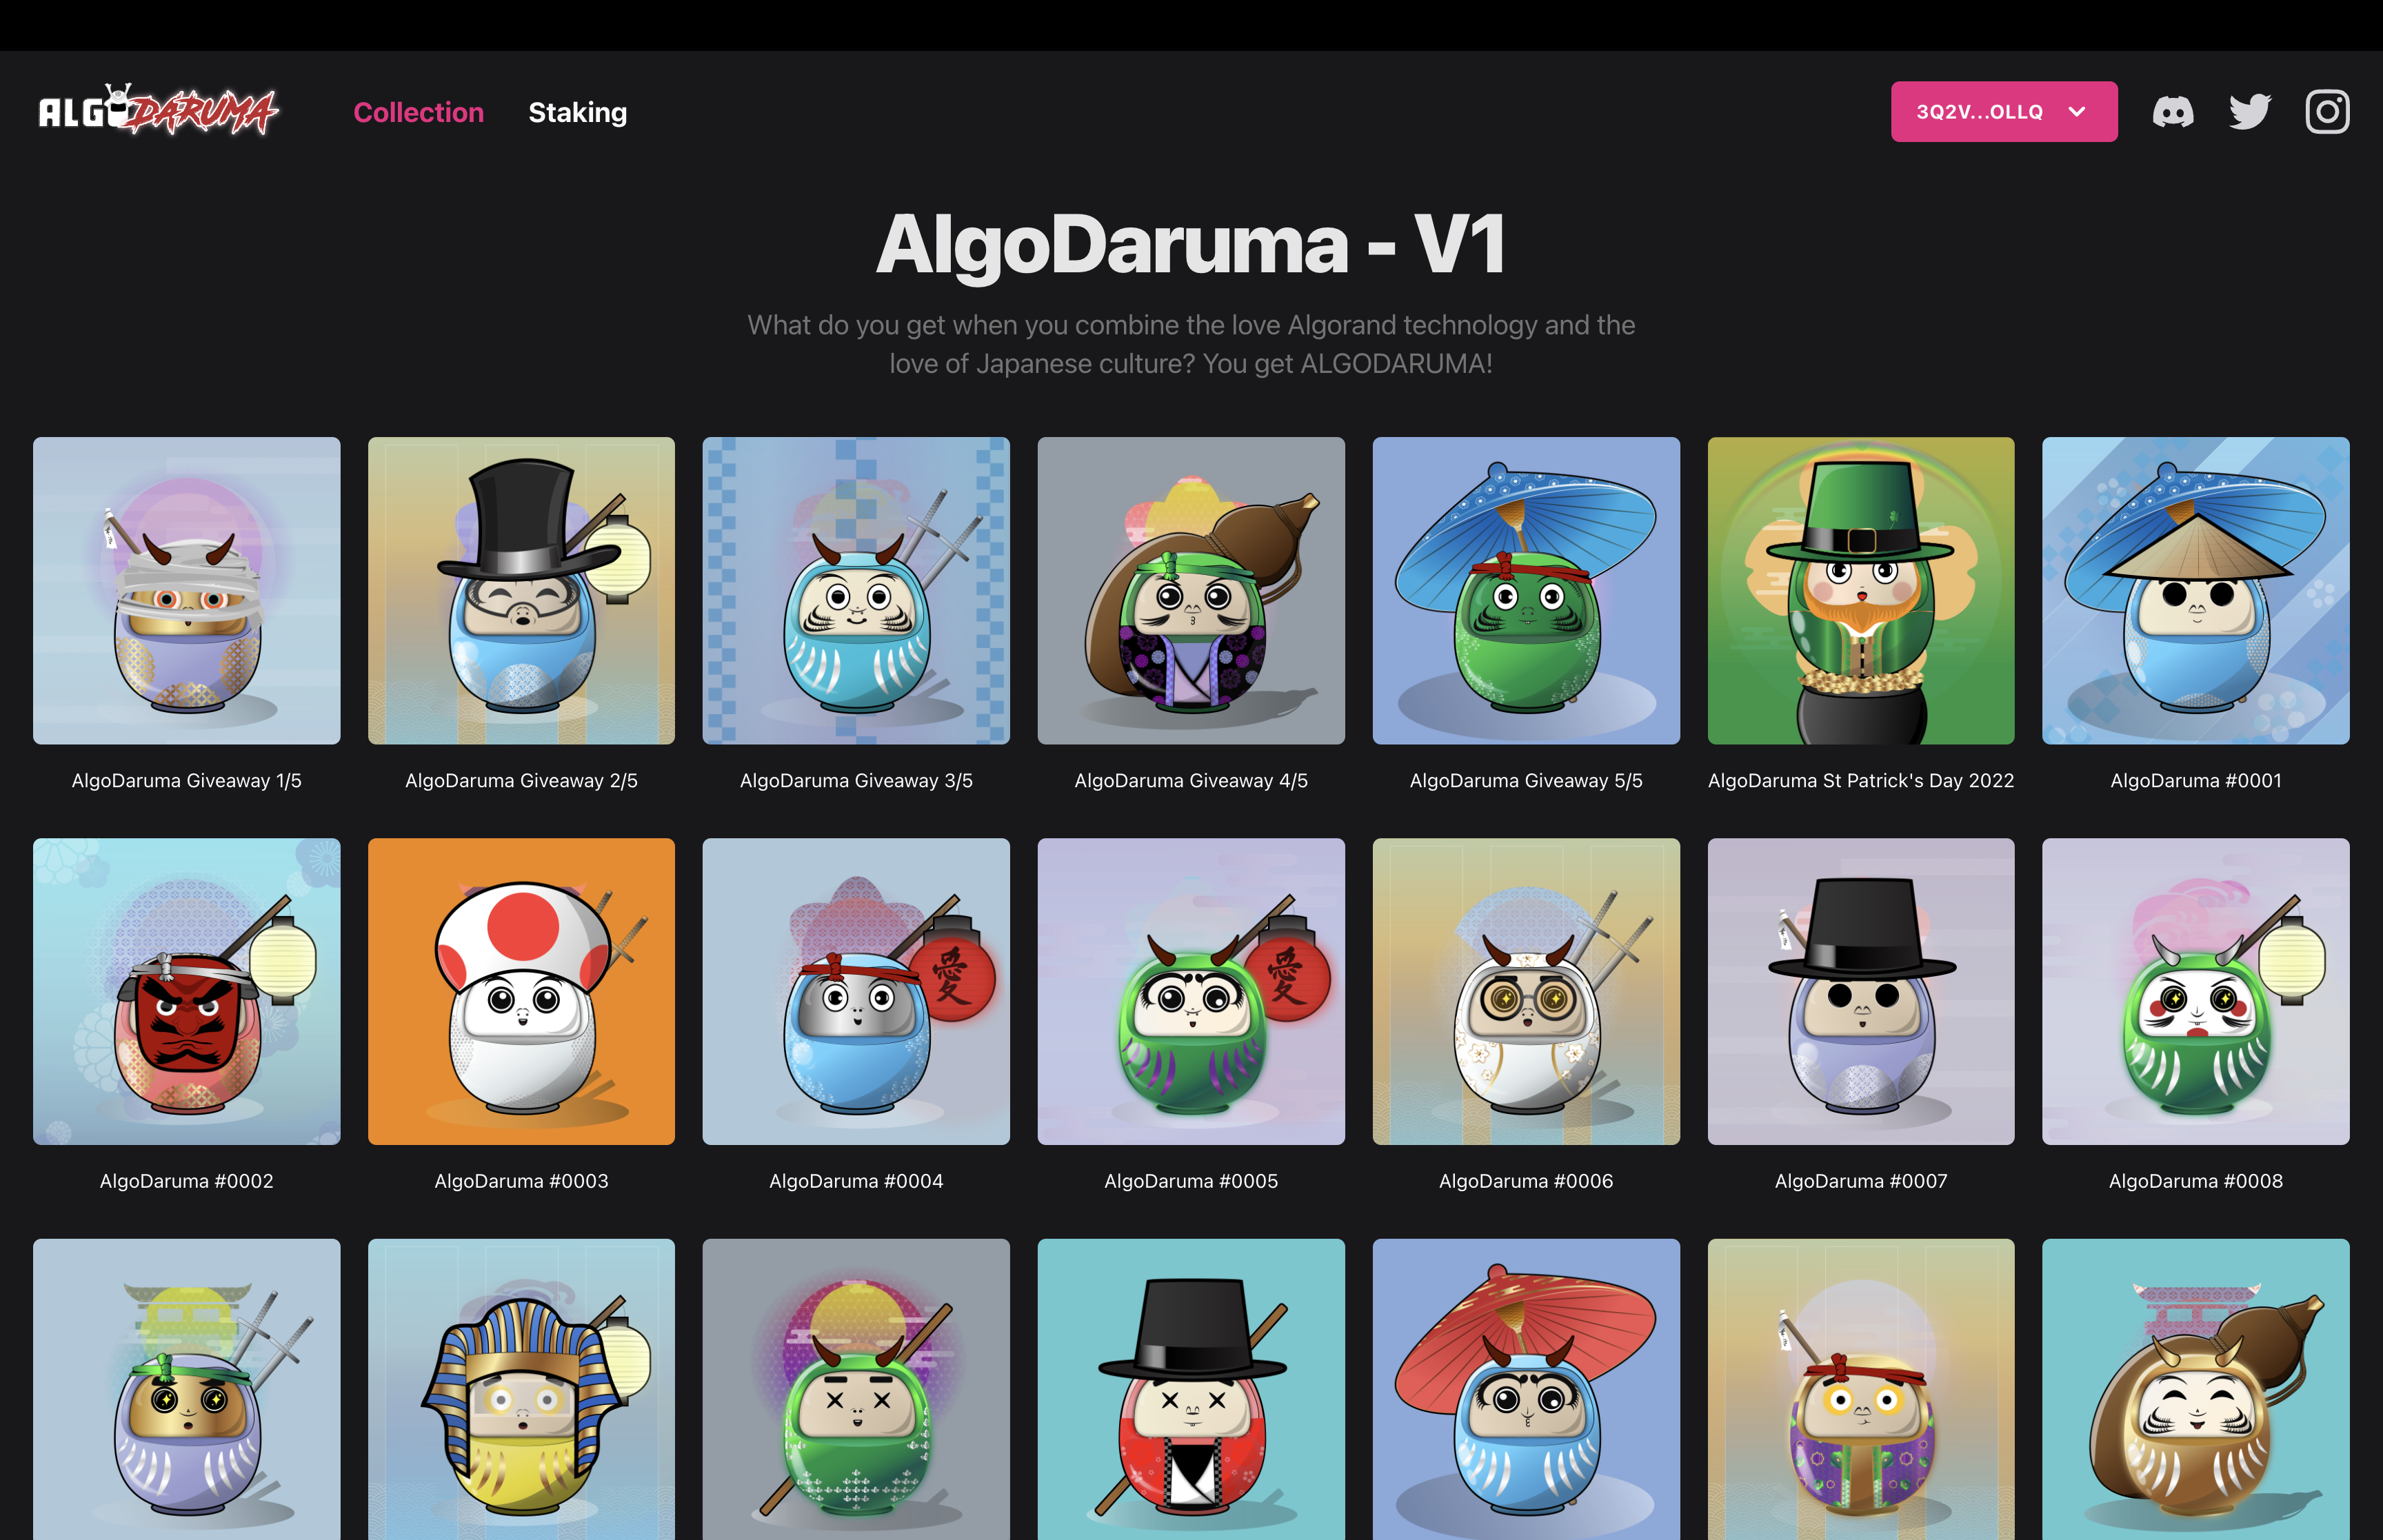 ALGODARUMA
Collection
Staking
3Q2V...OLLQ
AlgoDaruma - V1
What do you get when you combine the love Algorand technology and the
love of Japanese culture? You get ALGODARUMA!
AlgoDaruma Giveaway 1/5
AlgoDaruma Giveaway 2/5
AlgoDaruma Giveaway 3/5
AlgoDaruma Giveaway 4/5
AlgoDaruma Giveaway 5/5
AlgoDaruma St Patrick's Day 2022
AlgoDaruma #0001
愛
愛
AlgoDaruma #0002
AlgoDaruma #0003
AlgoDaruma #0004
AlgoDaruma #0005
AlgoDaruma #0006
AlgoDaruma #0007
AlgoDaruma #0008